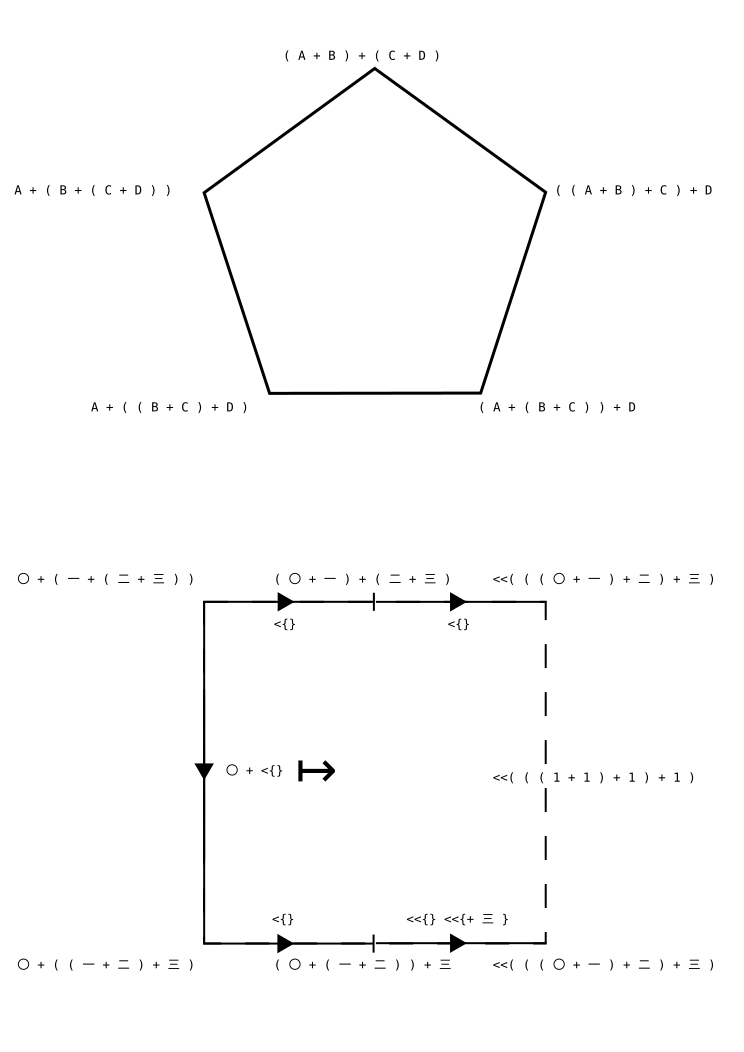 ( A + B ) + ( C + D )
A + ( B + ( C + D ) )
( ( A + B ) + C ) + D
A + ( ( B + C ) + D )
( A + ( B + C ) ) + D
〇 + ( 一 + ( 二 + 三 ) )
( 〇 + 一 ) + ( 二 + 三 )
<<( ( ( 〇 + 一 ) + 二 ) + 三 )
<{}
<{}
〇 + <{}
<<( ( ( 1 + 1 ) + 1 ) + 1 )
<{}
<<{} <<{+ 三 }
〇 + ( ( 一 + 二 ) + 三 )
( 〇 + ( 一 + 二 ) ) + 三
<<( ( ( 〇 + 一 ) + 二 ) + 三 )